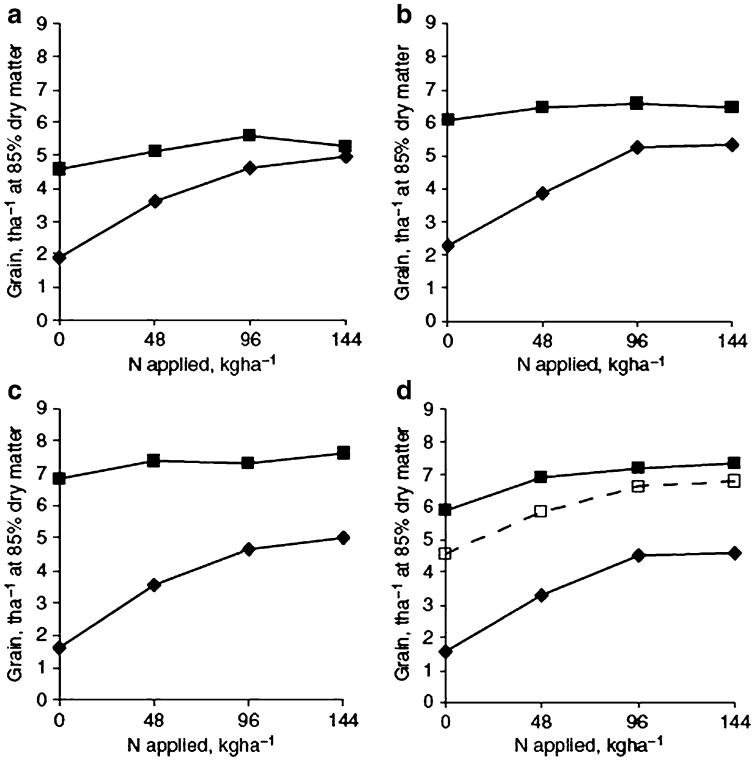 a
9
8
7
6
5
4
3
2
1
0
Grain, tha⁻¹ at 85% dry matter
0 48 96 144
N applied, kgha⁻¹
b
9
8
7
6
5
4
3
2
1
0
Grain, tha⁻¹ at 85% dry matter
0 48 96 144
N applied, kgha⁻¹
c
9
8
7
6
5
4
3
2
1
0
Grain, tha⁻¹ at 85% dry matter
0 48 96 144
N applied, kgha⁻¹
d
9
8
7
6
5
4
3
2
1
0
Grain, tha⁻¹ at 85% dry matter
0 48 96 144
N applied, kgha⁻¹